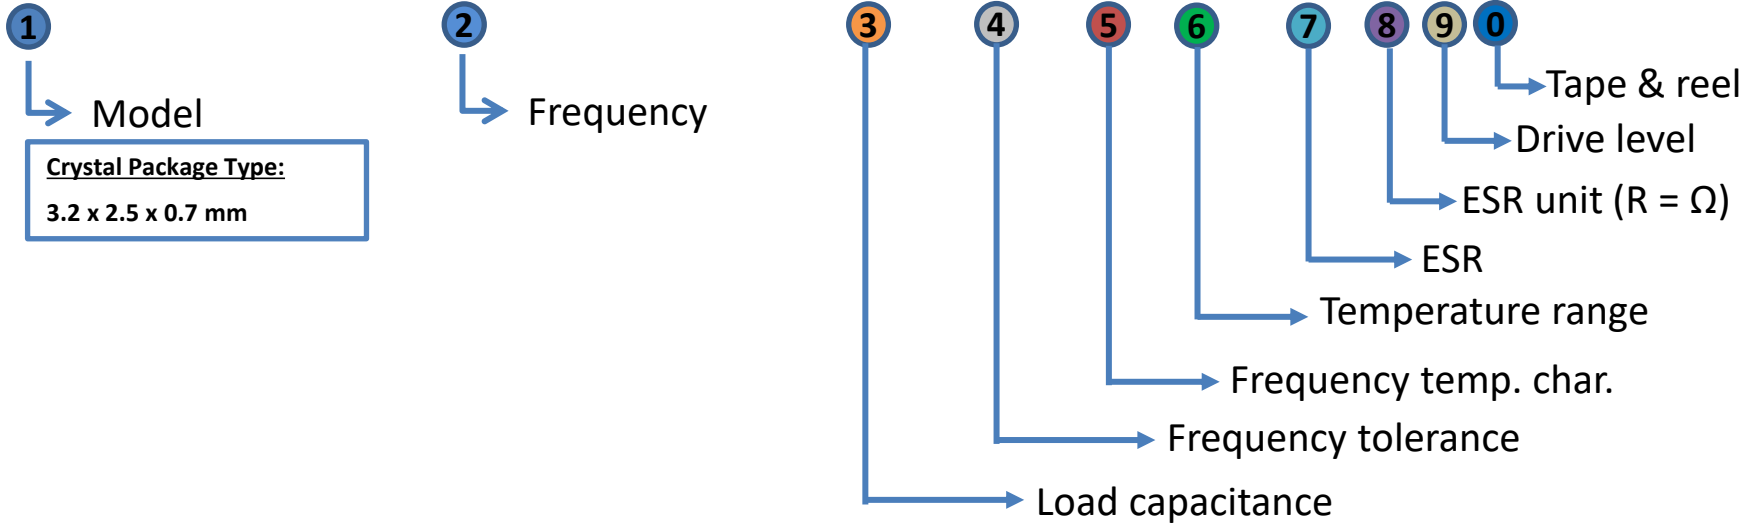 1 2 3 4 5 6 7 8 9 0
Tape & reel
Model
Frequency
Drive level
Crystal Package Type:
3.2 x 2.5 x 0.7 mm
ESR unit (R = Ω)
ESR
Temperature range
Frequency temp. char.
Frequency tolerance
Load capacitance